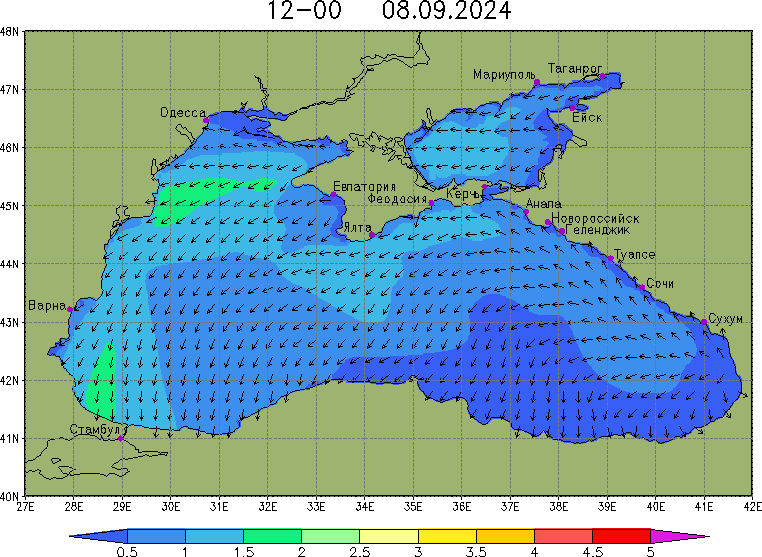 12-00 08.09.2024
48N
47N
46N
45N
44N
43N
42N
41N
40N
Таганрог
Мариуполь
Ейск
Одесса
Евпатория
Феодосия
Керчь
Анапа
Новороссийск
Геленджик
Ялта
Туапсе
Сочи
Варна
Сухум
Стамбул
27E 28E 29E 30E 31E 32E 33E 34E 35E 36E 37E 38E 39E 40E 41E 42E
0.5 1 1.5 2 2.5 3 3.5 4 4.5 5